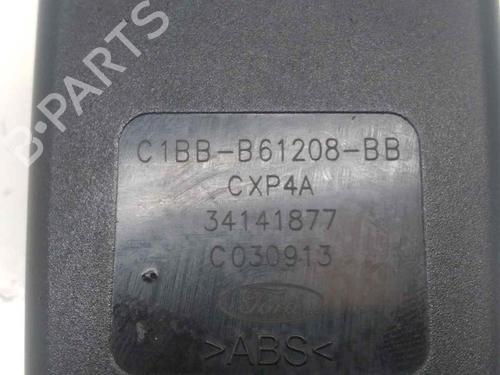 B-PARTS
C1BB-B61208-BB
CXP4A
34141877
C030913
Ford
>ABS<